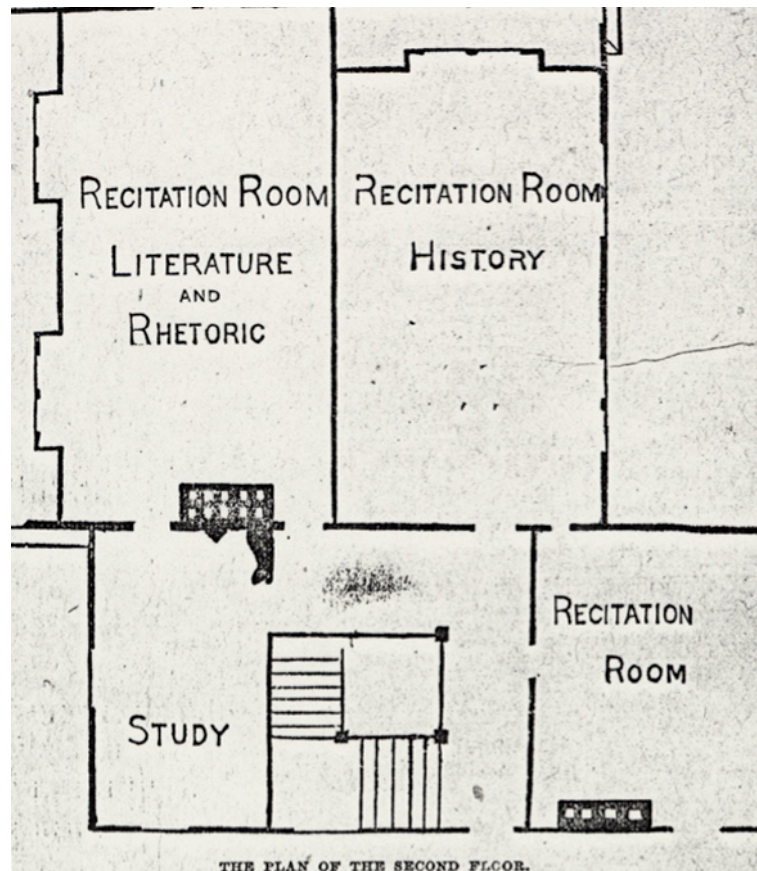 RECITATION ROOM
LITERATURE
AND
RHETORIC
RECITATION ROOM
HISTORY
STUDY
RECITATION
ROOM
THE PLAN OF THE SECOND FLOOR.